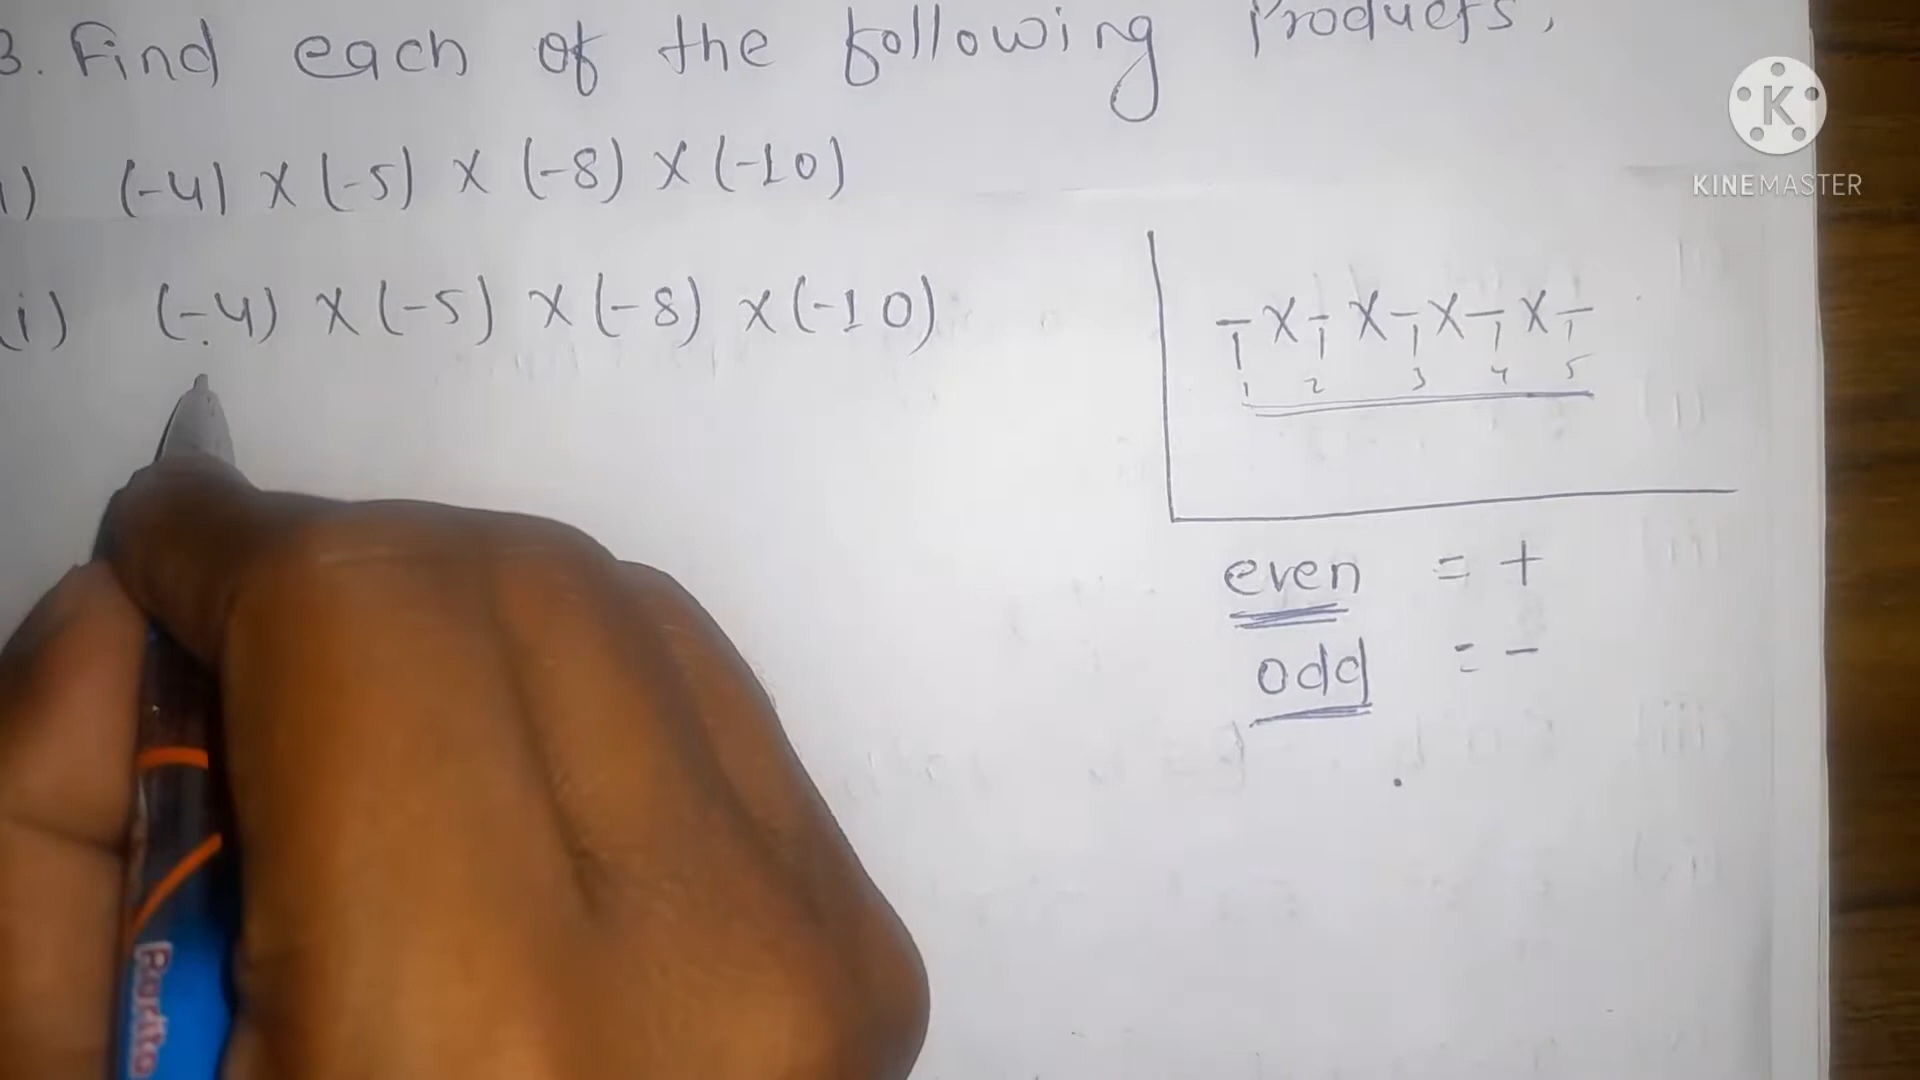 3. Find each of the following Products,
i) (-4) × (-5) × (-8) × (-10)
(i) (-4) × (-5) × (-8) × (-10)
- × - × - × - × -
1 2 3 4 5
even = +
odd = -
KINEMASTER
K
Rorito